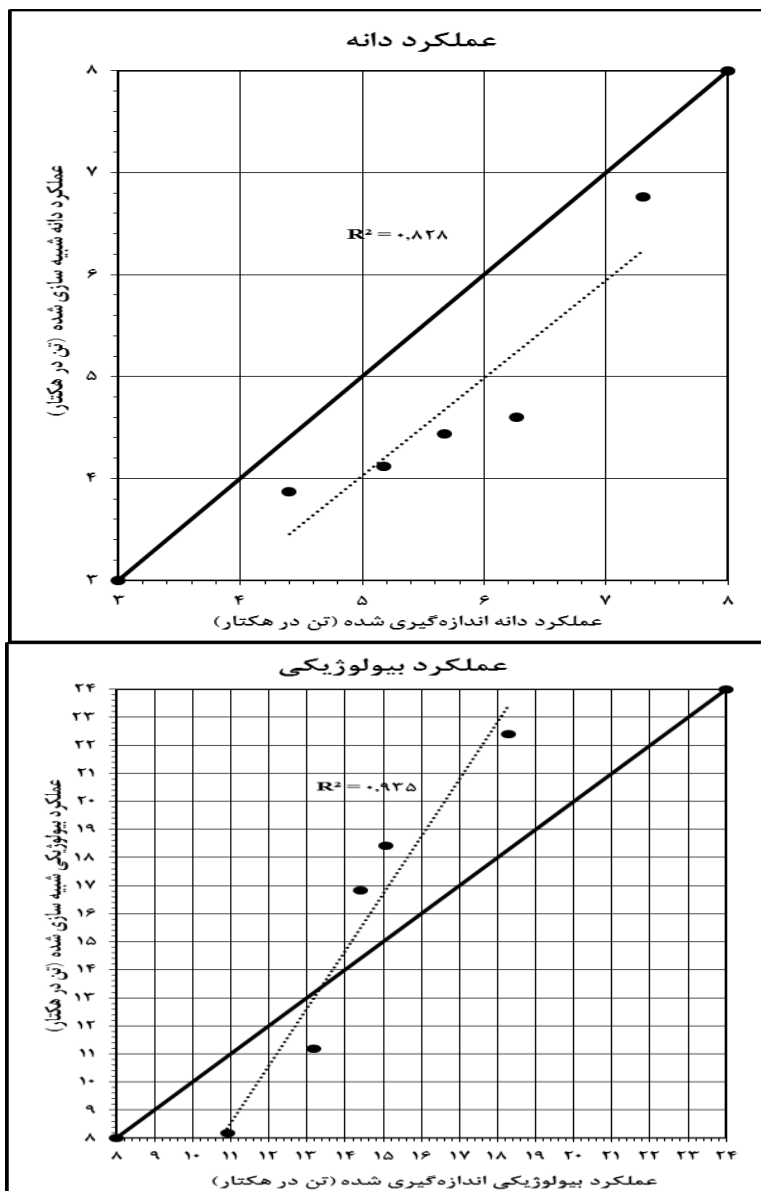 عملکرد دانه
۸
۷
۶
۵
۴
۳
عملکرد دانه شبیه سازی شده (تن در هکتار)
R² = ۰,۸۲۸
۳ ۴ ۵ ۶ ۷ ۸
عملکرد دانه اندازه‌گیری شده (تن در هکتار)
عملکرد بیولوژیکی
۲۴
۲۳
۲۲
۲۱
۲۰
۱۹
۱۸
۱۷
۱۶
۱۵
۱۴
۱۳
۱۲
۱۱
۱۰
۹
۸
عملکرد بیولوژیکی شبیه سازی شده (تن در هکتار)
R² = ۰,۹۳۵
۸ ۹ ۱۰ ۱۱ ۱۲ ۱۳ ۱۴ ۱۵ ۱۶ ۱۷ ۱۸ ۱۹ ۲۰ ۲۱ ۲۲ ۲۳ ۲۴
عملکرد بیولوژیکی اندازه‌گیری شده (تن در هکتار)